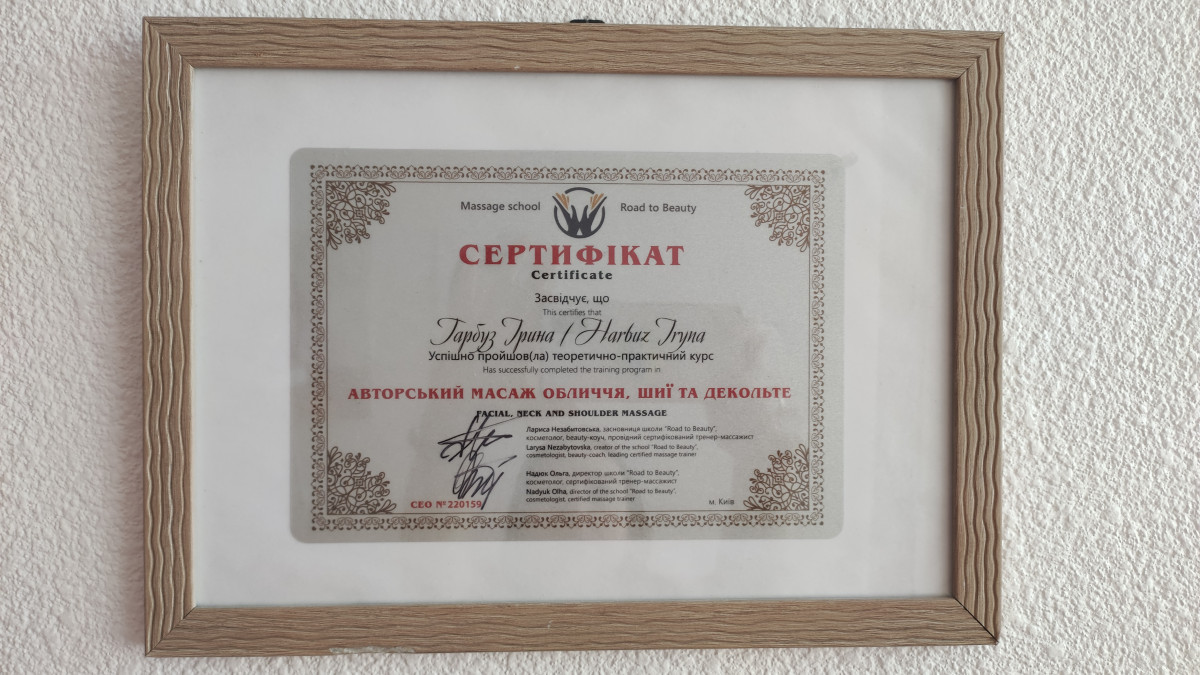 Massage school Road to Beauty
СЕРТИФІКАТ
Certificate
Засвідчує, що
This certifies that
Гарбуз Ірина / Harbuz Iryna
Успішно пройшов(ла) теоретично-практичний курс
Has successfully completed the training program in
АВТОРСЬКИЙ МАСАЖ ОБЛИЧЧЯ, ШИЇ ТА ДЕКОЛЬТЕ
FACIAL, NECK AND SHOULDER MASSAGE
Лариса Незабитовська, засновниця школи "Road to Beauty",
косметолог, beauty-коуч, провідний сертифікований тренер-масажист
Larysa Nezabytovska, creator of the school "Road to Beauty",
cosmetologist, beauty-coach, leading certified massage trainer
Надюк Ольга, директор школи "Road to Beauty",
косметолог, сертифікований тренер-масажист
Nadyuk Olha, director of the school "Road to Beauty",
cosmetologist, certified massage trainer
СЕО №220159
м. Київ